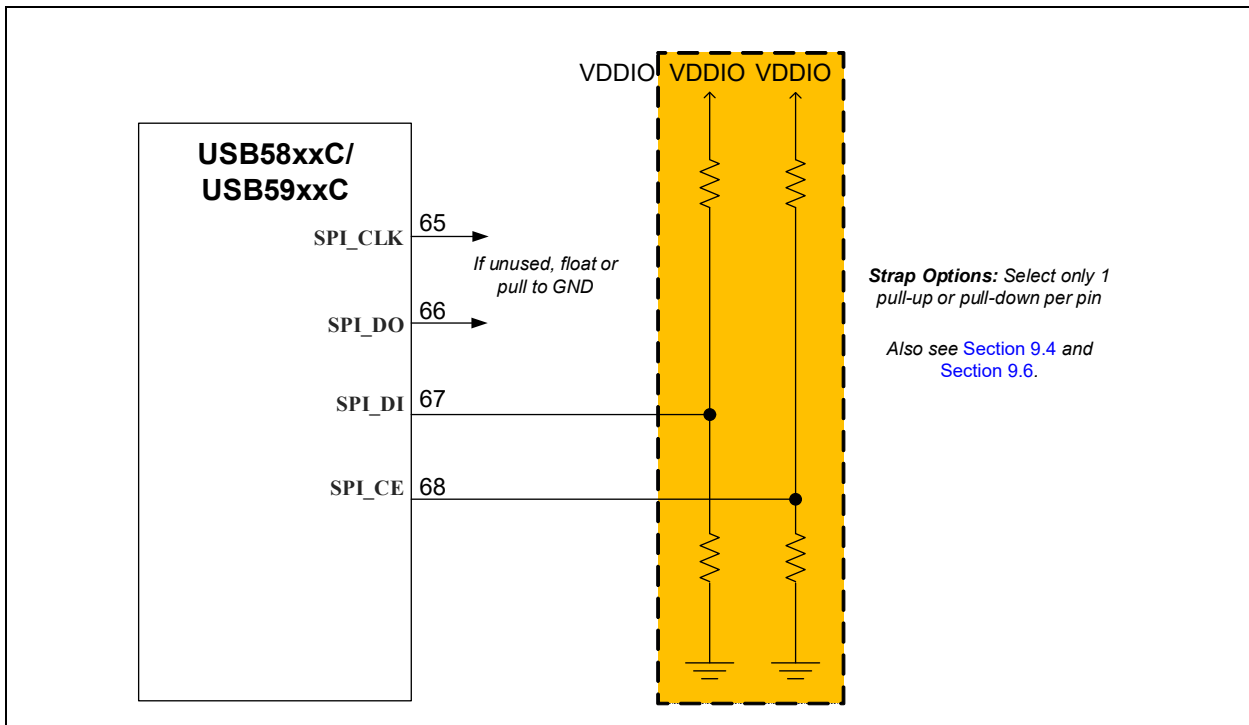 VDDIO VDDIO VDDIO
USB58xxC/
USB59xxC
SPI_CLK 65
If unused, float or
pull to GND
SPI_DO 66
SPI_DI 67
SPI_CE 68
Strap Options: Select only 1
pull-up or pull-down per pin
Also see Section 9.4 and
Section 9.6.